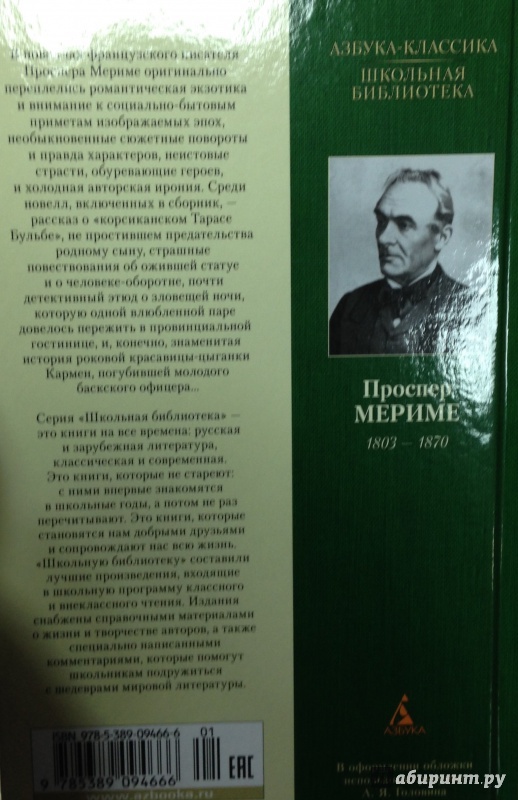 В новеллах французского писателя
Проспера Мериме оригинально
переплелись романтическая экзотика
и внимание к социально-бытовым
приметам изображаемых эпох,
необыкновенные сюжетные повороты
и правда характеров, неистовые
страсти, обуревающие героев,
и холодная авторская ирония. Среди
новелл, включенных в сборник, —
рассказ о «корсиканском Тарасе
Бульбе», не простившем предательства
родному сыну, страшные
повествования об ожившей статуе
и о человеке-оборотне, почти
детективный этюд о зловещей ночи,
которую одной влюбленной паре
довелось пережить в провинциальной
гостинице, и, конечно, знаменитая
история роковой красавицы-цыганки
Кармен, погубившей молодого
баскского офицера...
Серия «Школьная библиотека» —
это книги на все времена: русская
и зарубежная литература,
классическая и современная.
Это книги, которые не стареют:
с ними впервые знакомятся
в школьные годы, а потом не раз
перечитывают. Это книги, которые
становятся нам добрыми друзьями
и сопровождают нас всю жизнь.
«Школьную библиотеку» составили
лучшие произведения, входящие
в школьную программу классного
и внеклассного чтения. Издания
снабжены справочными материалами
о жизни и творчестве авторов, а также
специально написанными
комментариями, которые помогут
школьникам подружиться
с шедеврами мировой литературы.
ISBN 978-5-389-09466-6
01
9 785389 094666
EAC
www.azbooka.ru
АЗБУКА-КЛАССИКА
ШКОЛЬНАЯ
БИБЛИОТЕКА
Проспер
МЕРИМЕ
1803 — 1870
АЗБУКА
В оформлении обложки
А. Я. Головина
абиринт.ру